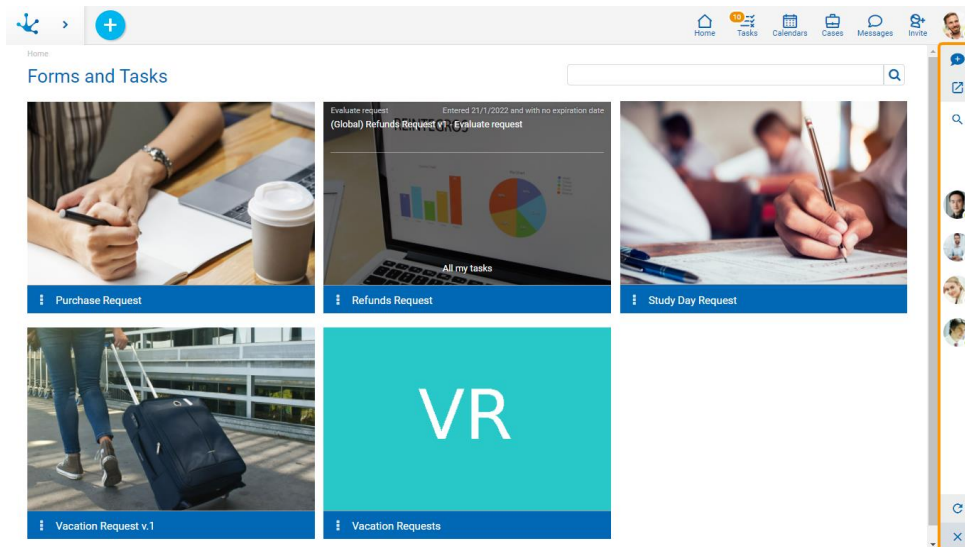 Home
Tasks
10
Calendars
Cases
Messages
Invite
Home
Forms and Tasks
Evaluate request
Entered 21/1/2022 and with no expiration date
(Global) Refunds Request v1 - Evaluate request
REINTEGROS
All my tasks
Purchase Request
Refunds Request
Study Day Request
VR
Vacation Request v.1
Vacation Requests